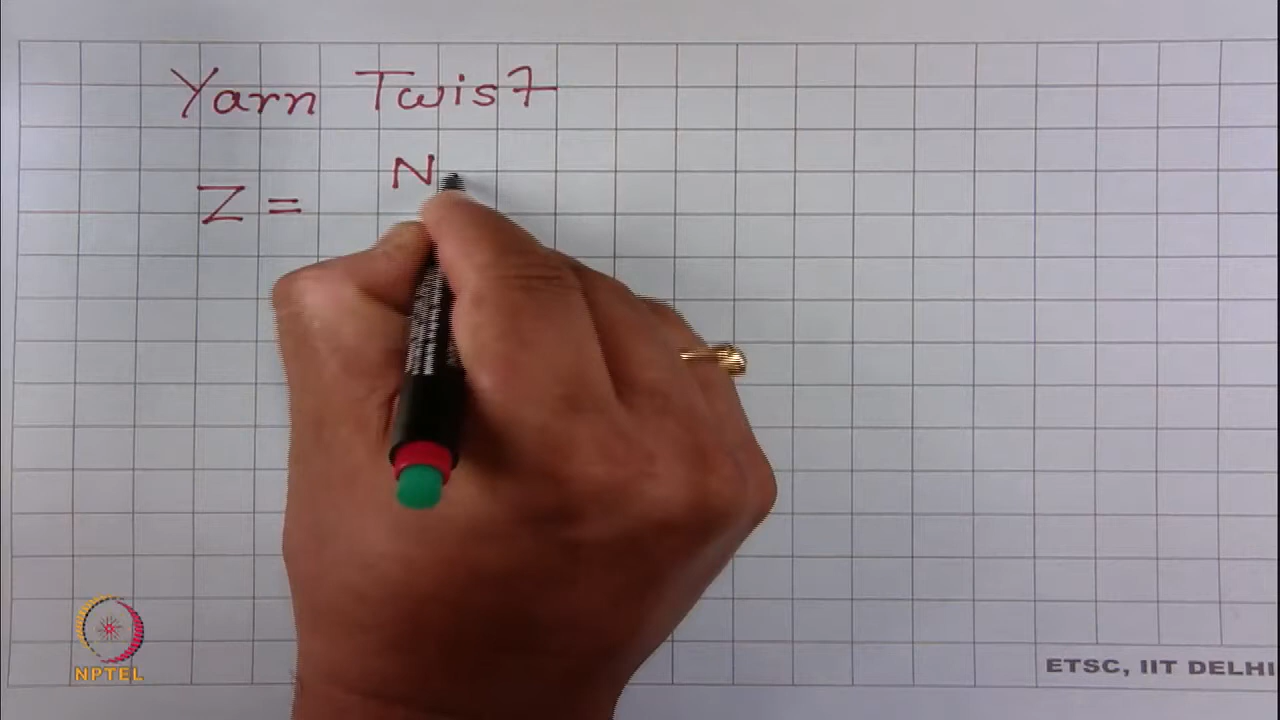 Yarn Twist
N
Z =
NPTEL
ETSC, IIT DELHI